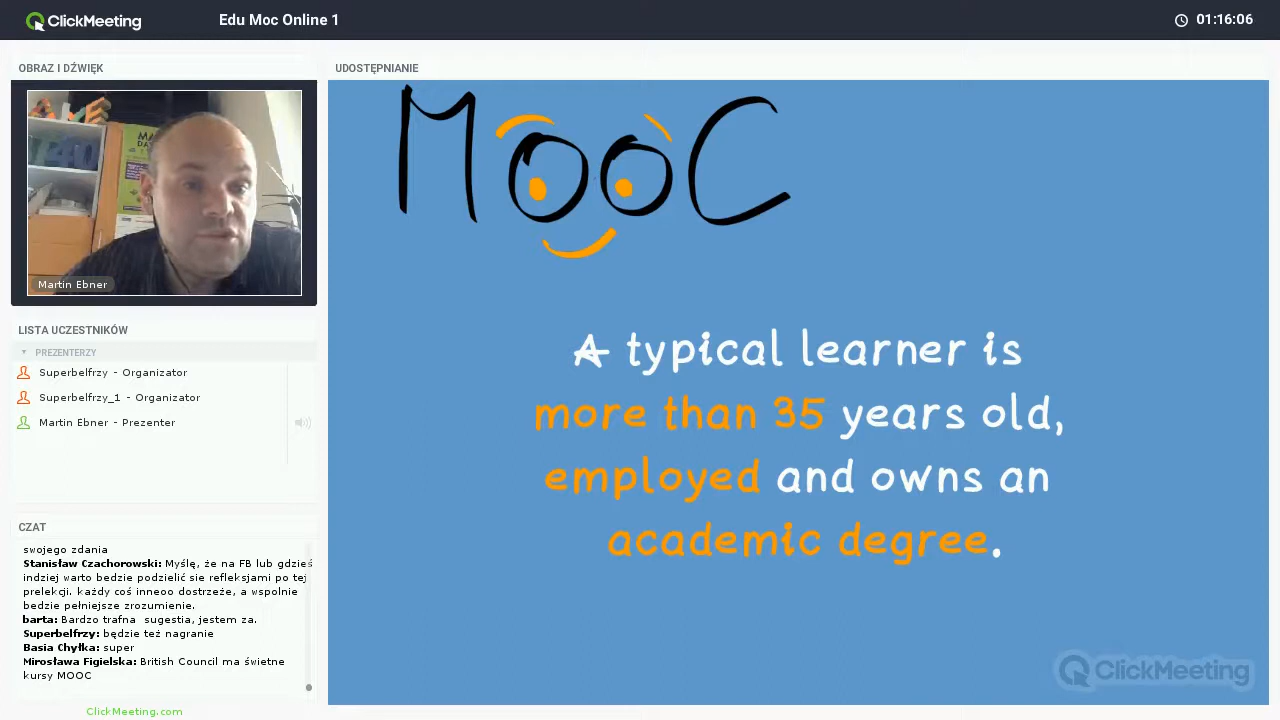 ClickMeeting
Edu Moc Online 1
01:16:06
OBRAZ I DŹWIĘK
Martin Ebner
LISTA UCZESTNIKÓW
PREZENTERZY
Superbelfrzy - Organizator
Superbelfrzy_1 - Organizator
Martin Ebner - Prezenter
CZAT
swojego zdania
Stanisław Czachorowski: Myślę, że na FB lub gdzieś
indziej warto bedzie podzielić sie refleksjami po tej
prelekcji. każdy coś inneoo dostrzeże, a wspolnie
bedzie pełniejsze zrozumienie.
barta: Bardzo trafna sugestia, jestem za.
Superbelfrzy: będzie też nagranie
Basia Chyłka: super
Mirosława Figielska: British Council ma świetne
kursy MOOC
ClickMeeting.com
UDOSTĘPNIANIE
MOOC
A typical learner is
more than 35 years old,
employed and owns an
academic degree.
ClickMeeting